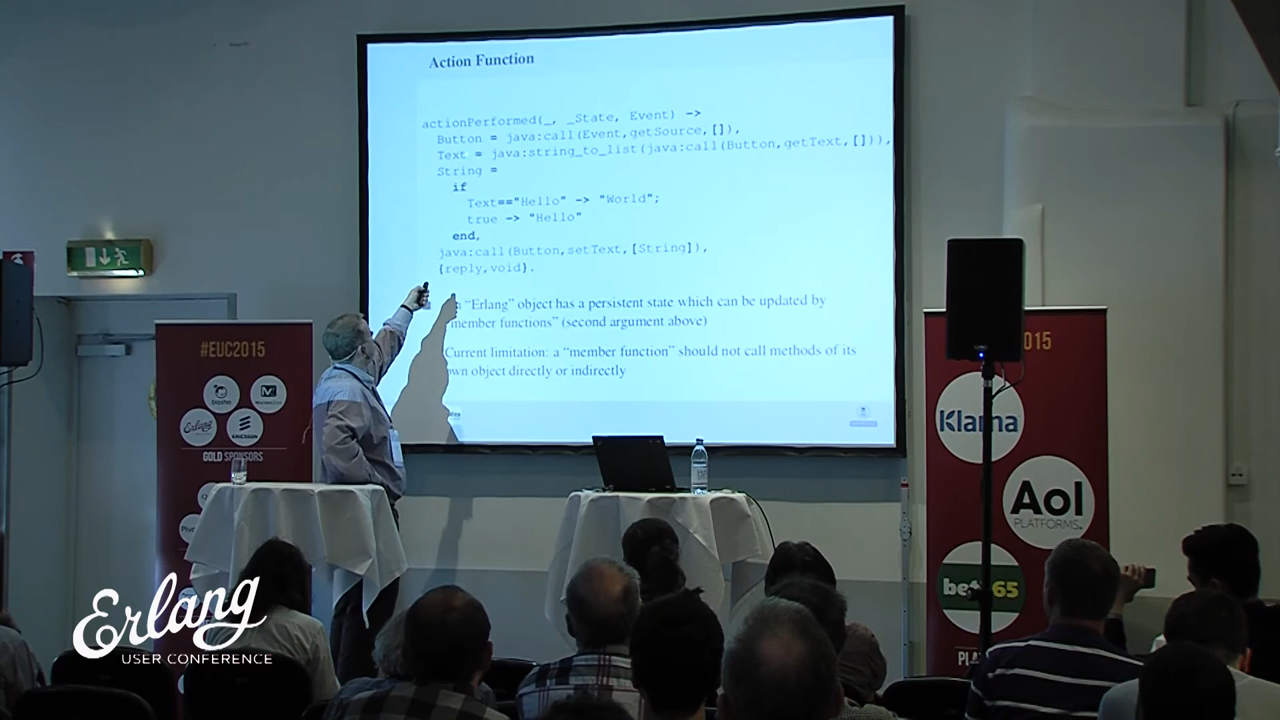 Action Function
actionPerformed(_, _State, Event) ->
Button = java:call(Event,getSource,[]),
Text = java:string_to_list(java:call(Button,getText,[])),
String =
if
Text=="Hello" -> "World";
true -> "Hello"
end,
java:call(Button,setText,[String]),
{reply,void}.
“Erlang” object has a persistent state which can be updated by
member functions” (second argument above)
Current limitation: a “member function” should not call methods of its
own object directly or indirectly
#EUC2015
basho
Erlang
ERICSSON
GOLD SPONSORS
2015
Klarna
Aol
PLATFORMS
bet365
Erlang
USER CONFERENCE